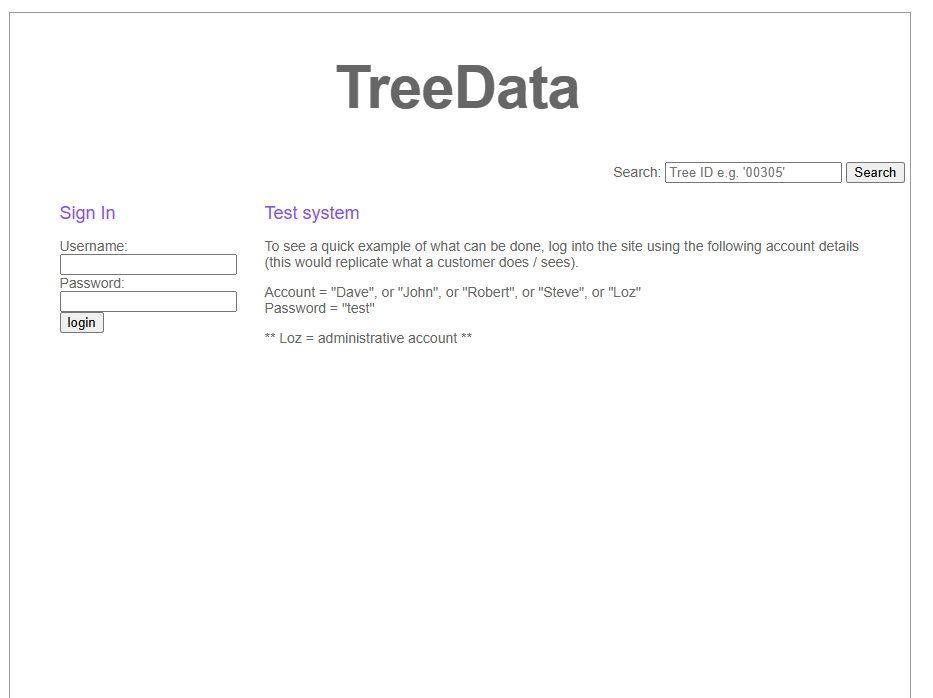 TreeData
Search: Tree ID e.g. '00305' Search
Sign In
Username:
Password:
login
Test system
To see a quick example of what can be done, log into the site using the following account details
(this would replicate what a customer does / sees).
Account = "Dave", or "John", or "Robert", or "Steve", or "Loz"
Password = "test"
** Loz = administrative account **